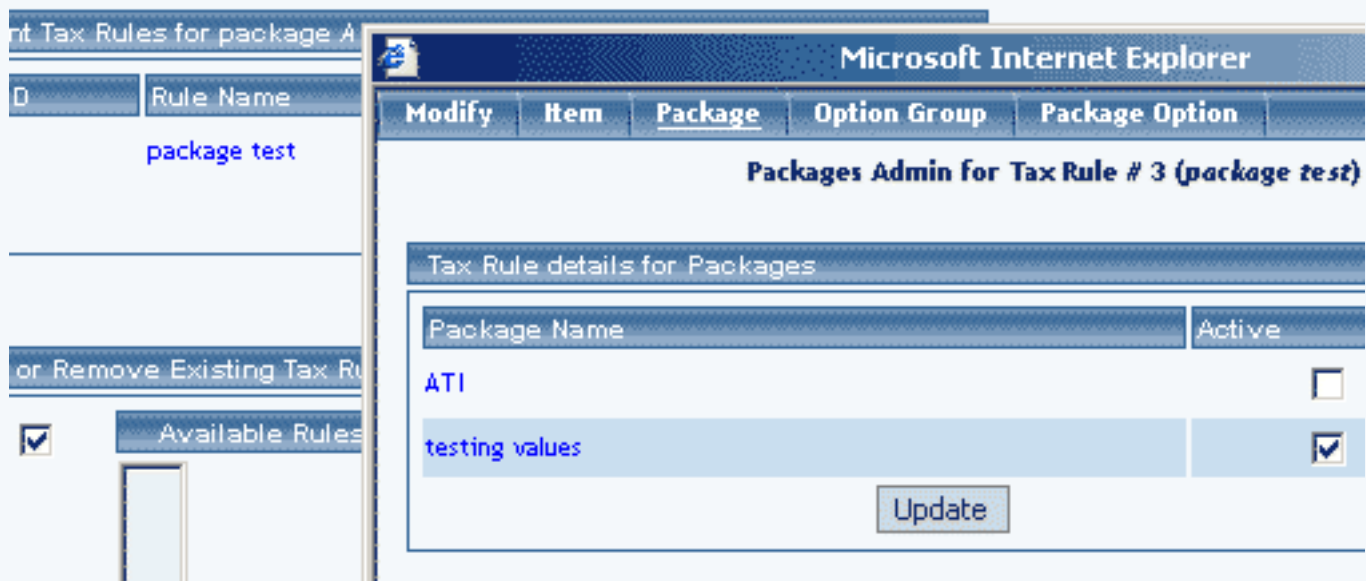 nt Tax Rules for package A
D Rule Name
package test
or Remove Existing Tax Ru
Available Rules
Microsoft Internet Explorer
Modify Item Package Option Group Package Option
Packages Admin for Tax Rule # 3 (package test)
Tax Rule details for Packages
Package Name Active
ATI
testing values
Update